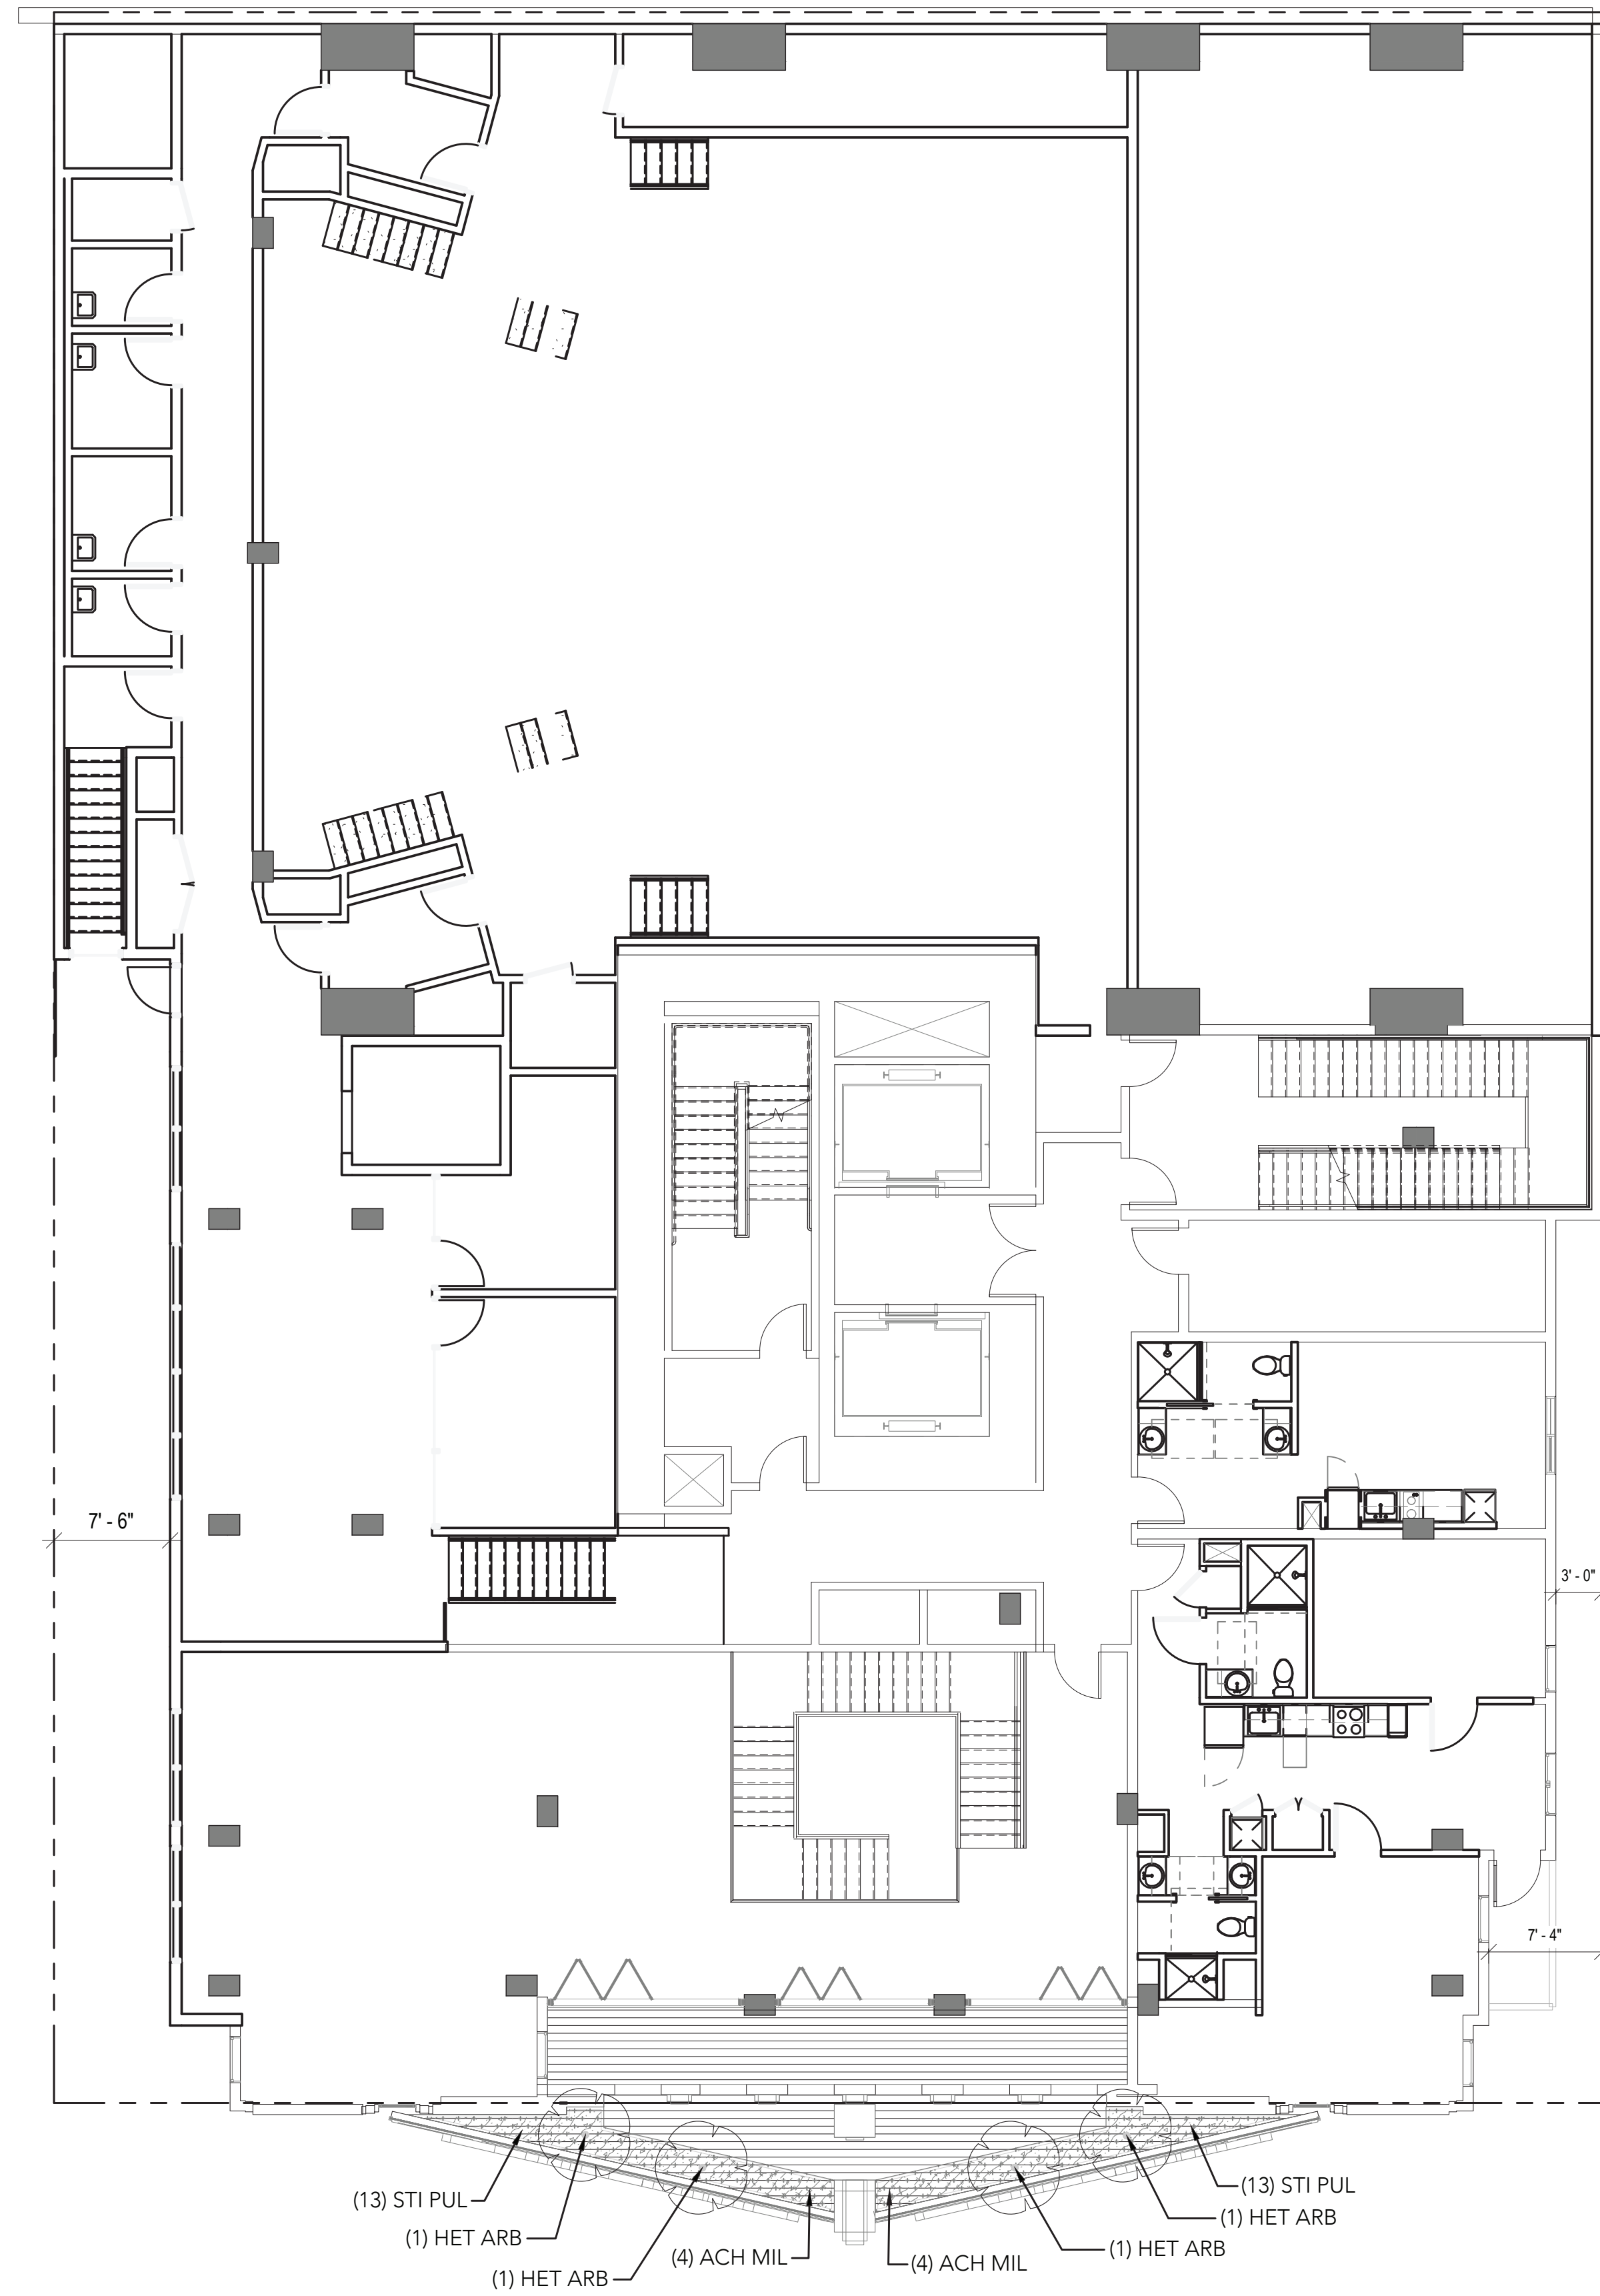 7' - 6"
3' - 0"
7' - 4"
(13) STI PUL
(13) STI PUL
(1) HET ARB
(1) HET ARB
(4) ACH MIL
(1) HET ARB
(4) ACH MIL
(1) HET ARB